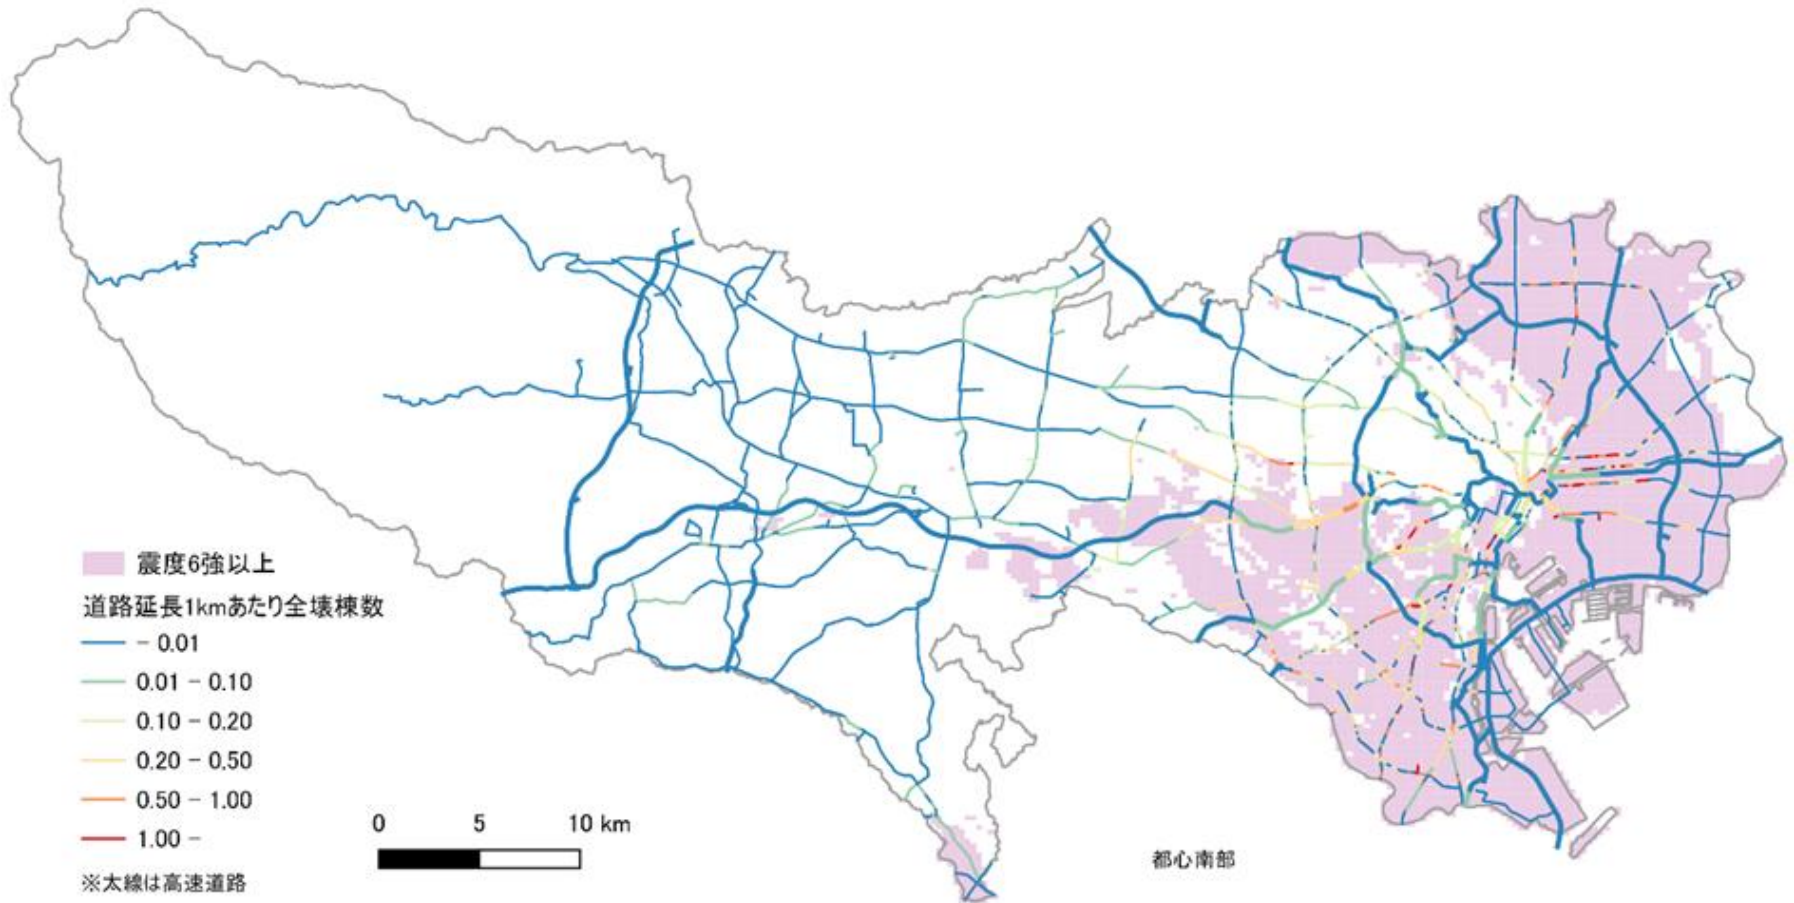 震度6強以上
道路延長1kmあたり全壊棟数
- 0.01
0.01 - 0.10
0.10 - 0.20
0.20 - 0.50
0.50 - 1.00
1.00 -
※太線は高速道路
0 5 10 km
都心南部